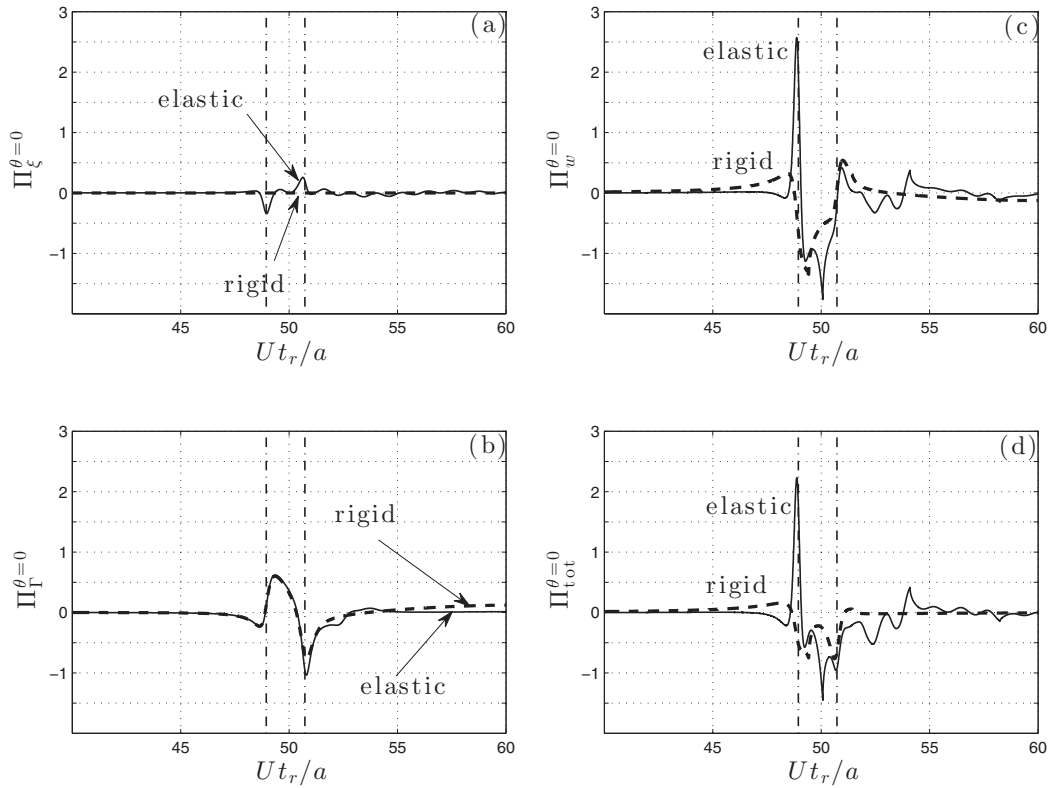 (a)
3
2
1
0
−1
45
50
55
60
elastic
rigid
Π_ξ^{θ=0}
Ut_r/a
(c)
3
2
1
0
−1
45
50
55
60
elastic
rigid
Π_w^{θ=0}
Ut_r/a
(b)
3
2
1
0
−1
45
50
55
60
rigid
elastic
Π_Γ^{θ=0}
Ut_r/a
(d)
3
2
1
0
−1
45
50
55
60
elastic
rigid
Π_{tot}^{θ=0}
Ut_r/a